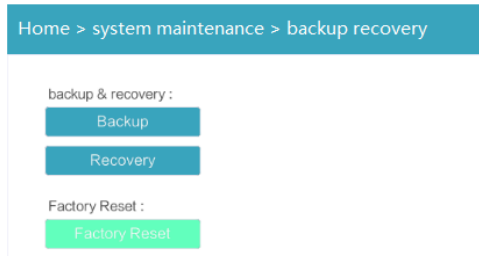 Home > system maintenance > backup recovery
backup & recovery :
Backup
Recovery
Factory Reset :
Factory Reset